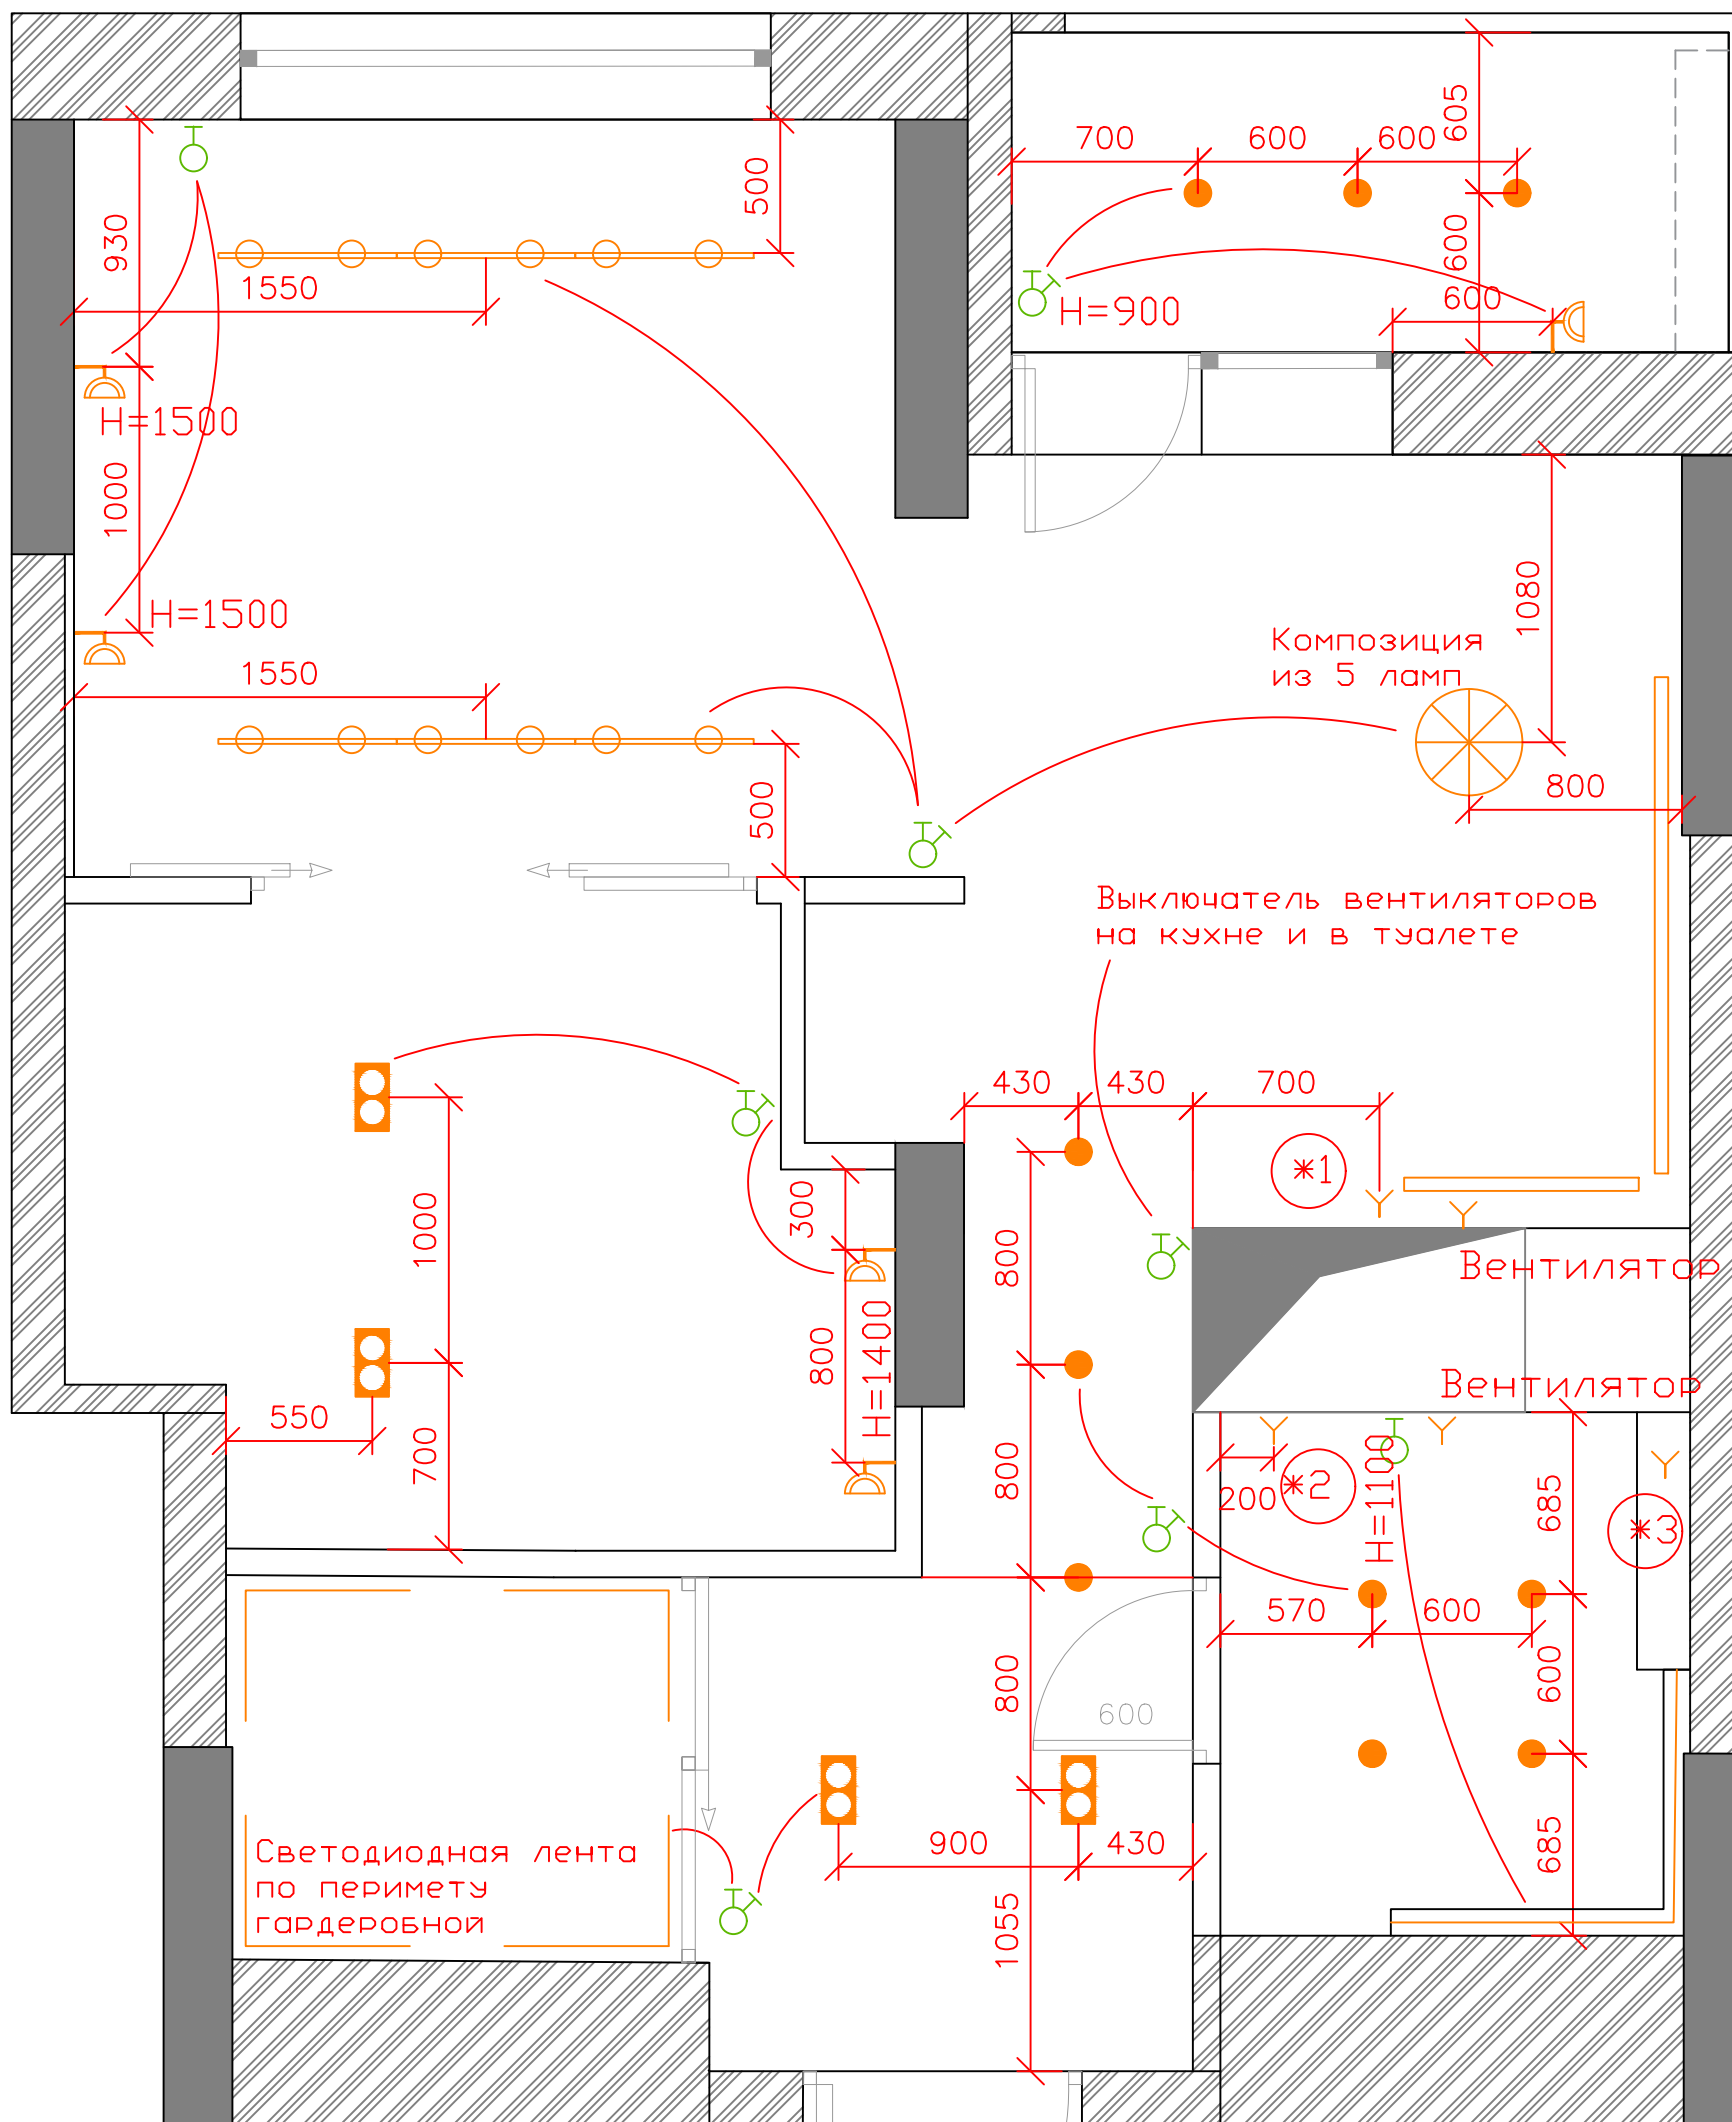 700
600
600
605
500
930
600
600
1550
H=900
H=1500
1000
H=1500
1080
Композиция
из 5 ламп
1550
800
500
Выключатель вентиляторов
на кухне и в туалете
430
430
700
*1
300
1000
800
Вентилятор
800
H=1400
Вентилятор
550
700
800
200
*2
H=1100
685
*3
570
600
600
800
600
Светодиодная лента
по перимету
гардеробной
900
430
685
1055